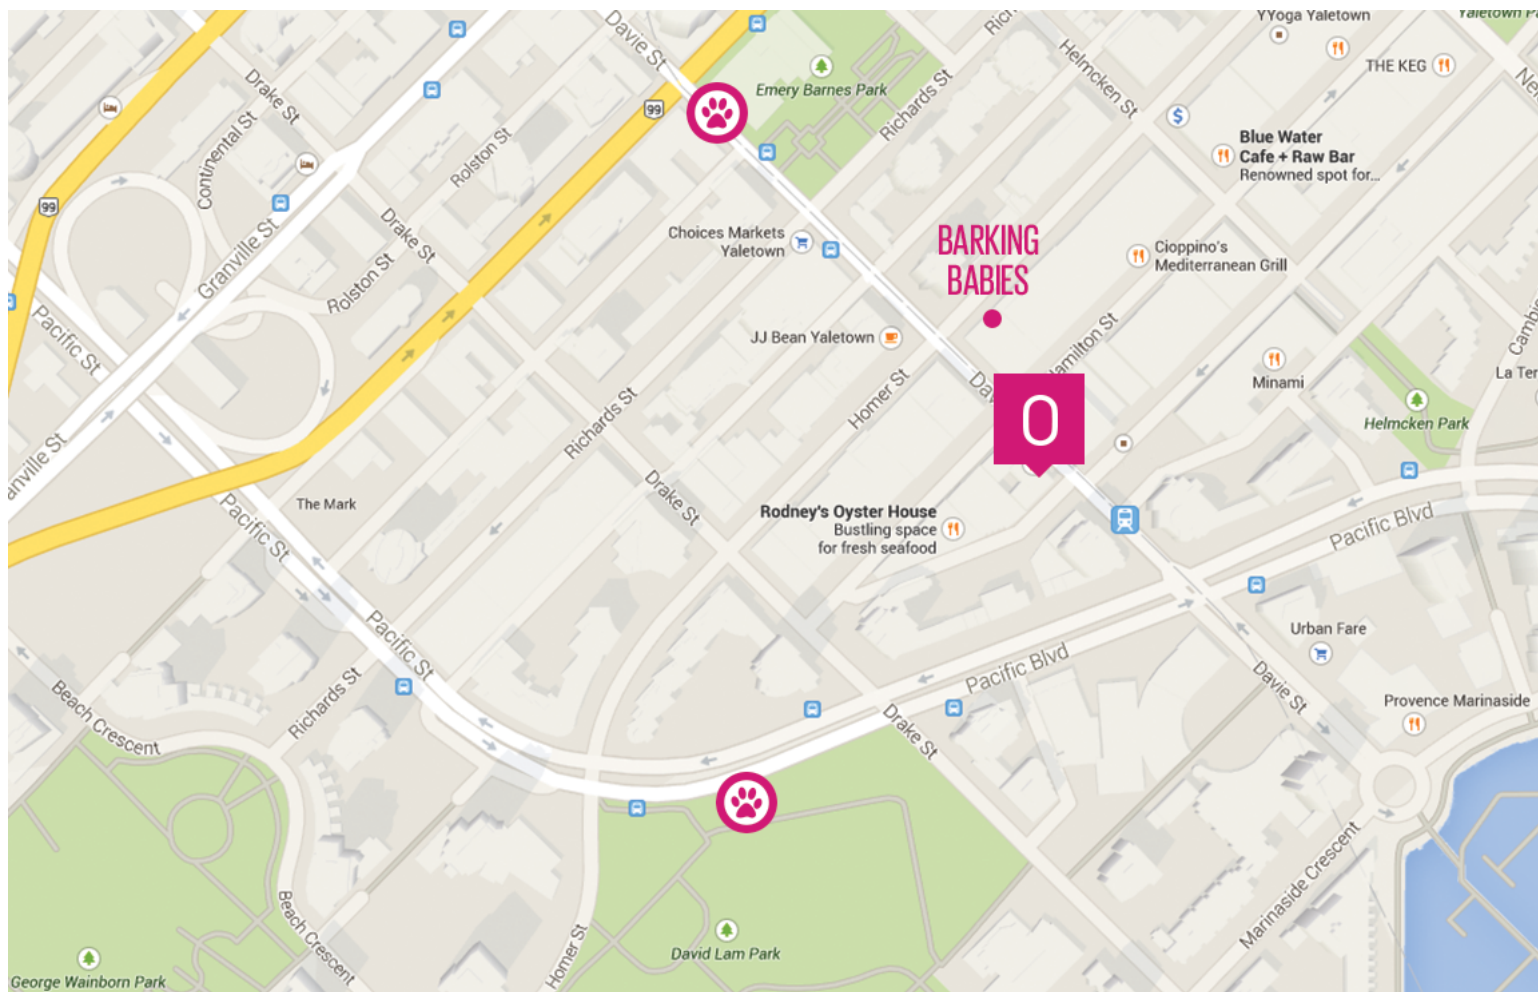 Davie St
YYoga Yaletown
Helmcken St
THE KEG
Drake St
Emery Barnes Park
Richards St
99
Continental St
Rolston St
Blue Water
Cafe + Raw Bar
Renowned spot for...
99
Drake St
Choices Markets
Yaletown
BARKING
BABIES
Cioppino's
Mediterranean Grill
Granville St
Rolston St
Pacific St
JJ Bean Yaletown
Hamilton St
Minami
Homer St
Richards St
O
Helmcken Park
Drake St
The Mark
Rodney's Oyster House
Bustling space
for fresh seafood
Pacific St
Pacific Blvd
Pacific St
Urban Fare
Pacific Blvd
Davie St
Richards St
Beach Crescent
Drake St
Provence Marinaside
Marinaside Crescent
Beach Crescent
Homer St
David Lam Park
George Wainborn Park